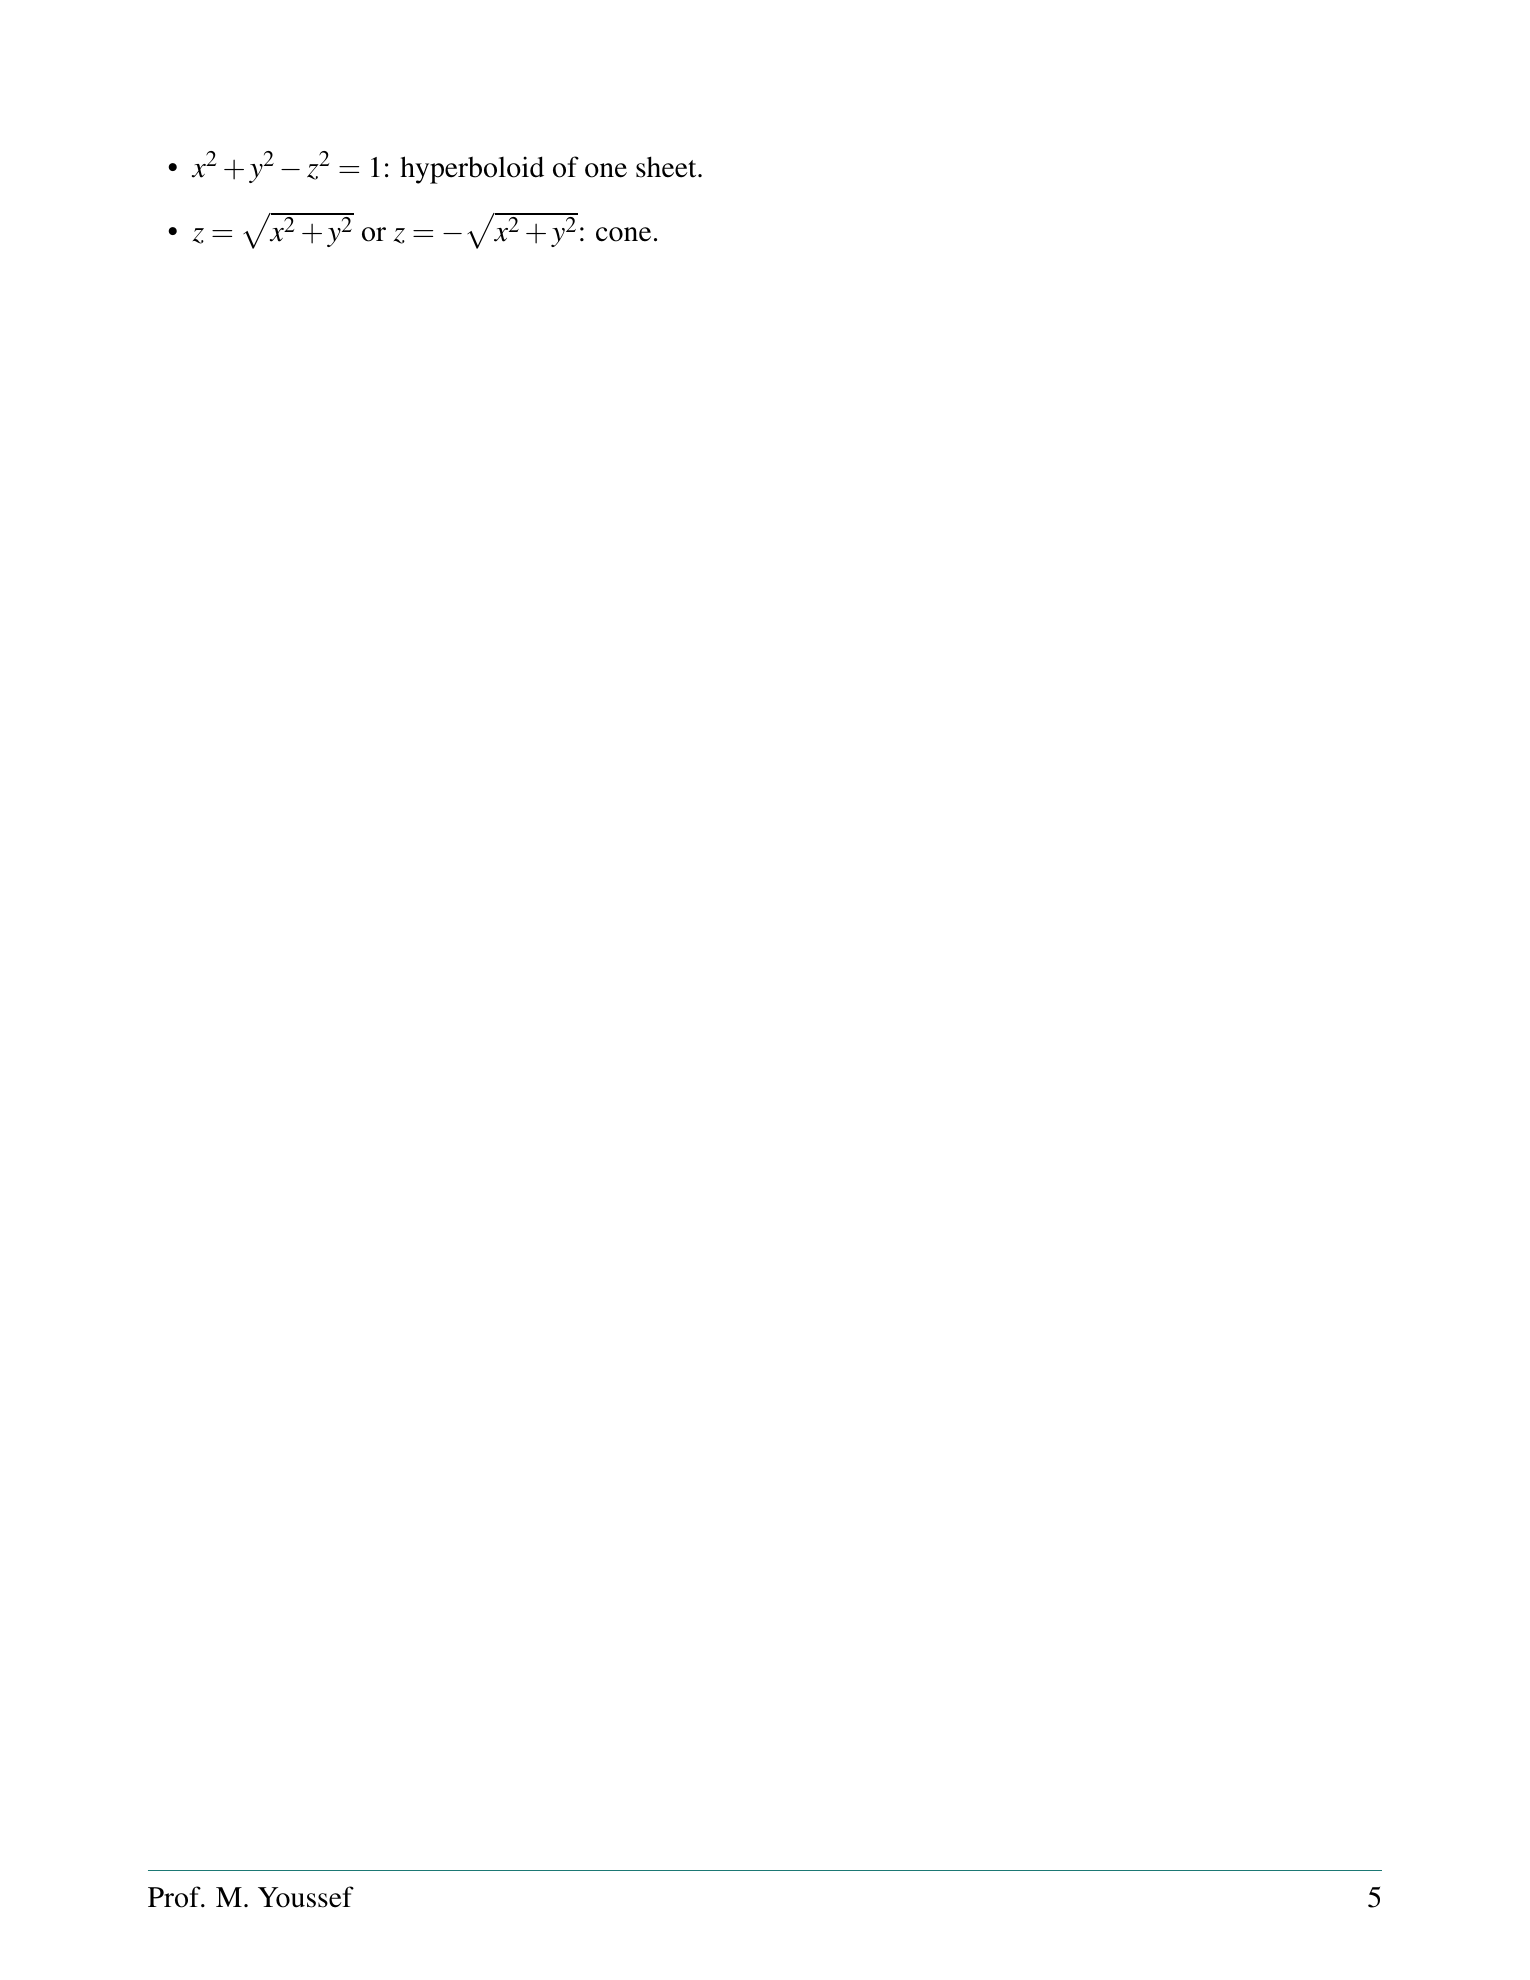 • x² + y² − z² = 1: hyperboloid of one sheet.
• z = √(x² + y²) or z = −√(x² + y²): cone.
Prof. M. Youssef 5